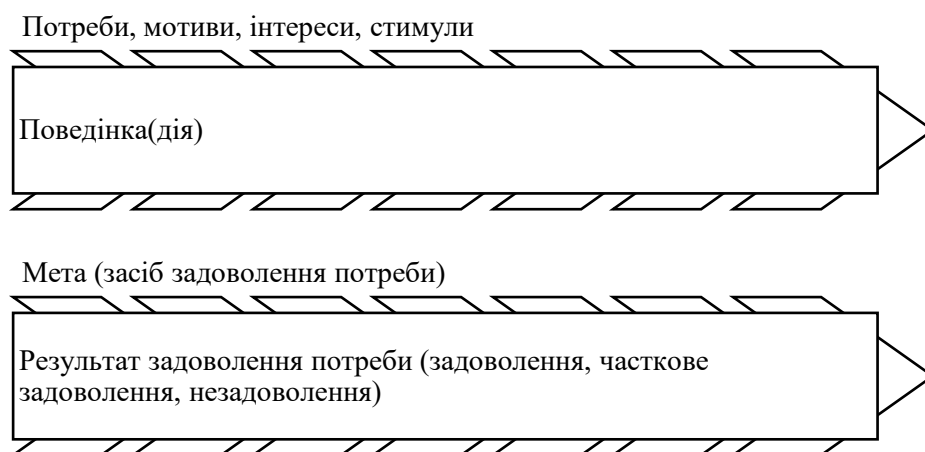 Потреби, мотиви, інтереси, стимули
Поведінка(дія)
Мета (засіб задоволення потреби)
Результат задоволення потреби (задоволення, часткове
задоволення, незадоволення)